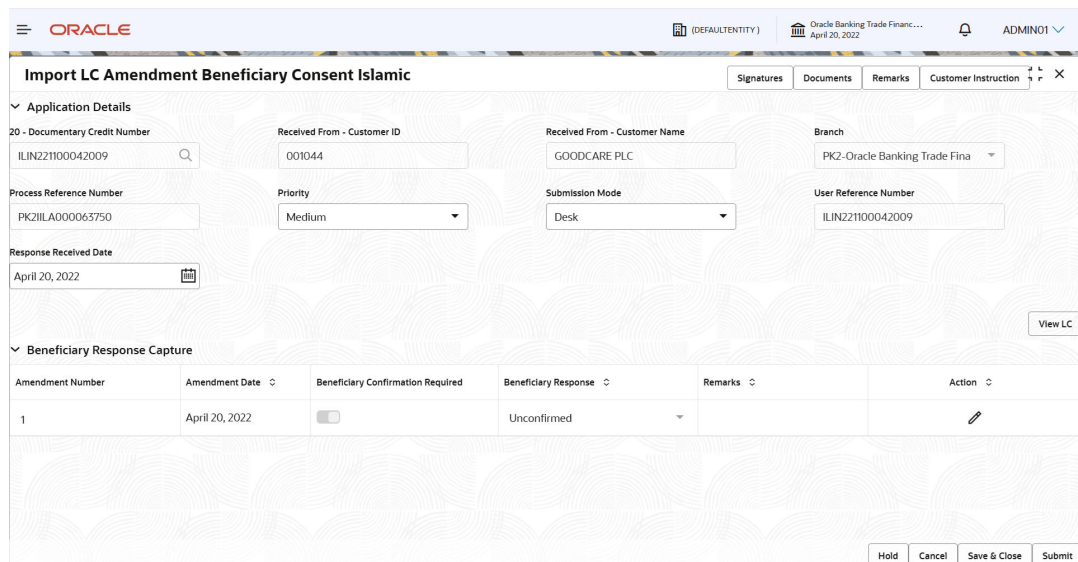 ORACLE
(DEFAULTENTITY)
Oracle Banking Trade Financ...
April 20, 2022
ADMIN01
Import LC Amendment Beneficiary Consent Islamic
Signatures Documents Remarks Customer Instruction
Application Details
20 - Documentary Credit Number Received From - Customer ID Received From - Customer Name Branch
ILIN221100042009 001044 GOODCARE PLC PK2-Oracle Banking Trade Fina
Process Reference Number Priority Submission Mode User Reference Number
PK2IILA000063750 Medium Desk ILIN221100042009
Response Received Date
April 20, 2022
View LC
Beneficiary Response Capture
Amendment Number Amendment Date Beneficiary Confirmation Required Beneficiary Response Remarks Action
1 April 20, 2022 Unconfirmed
Hold Cancel Save & Close Submit